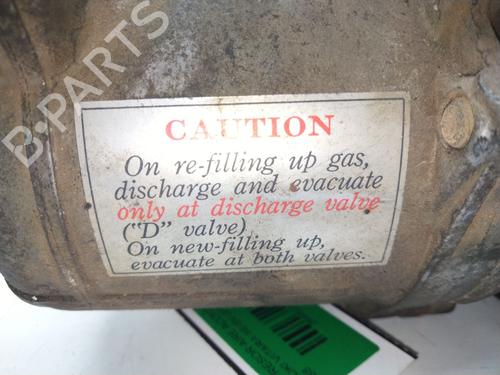 B-PARTS
CAUTION
On re-filling up gas,
discharge and evacuate
only at discharge valve
("D" valve)
On new-filling up,
evacuate at both valves.